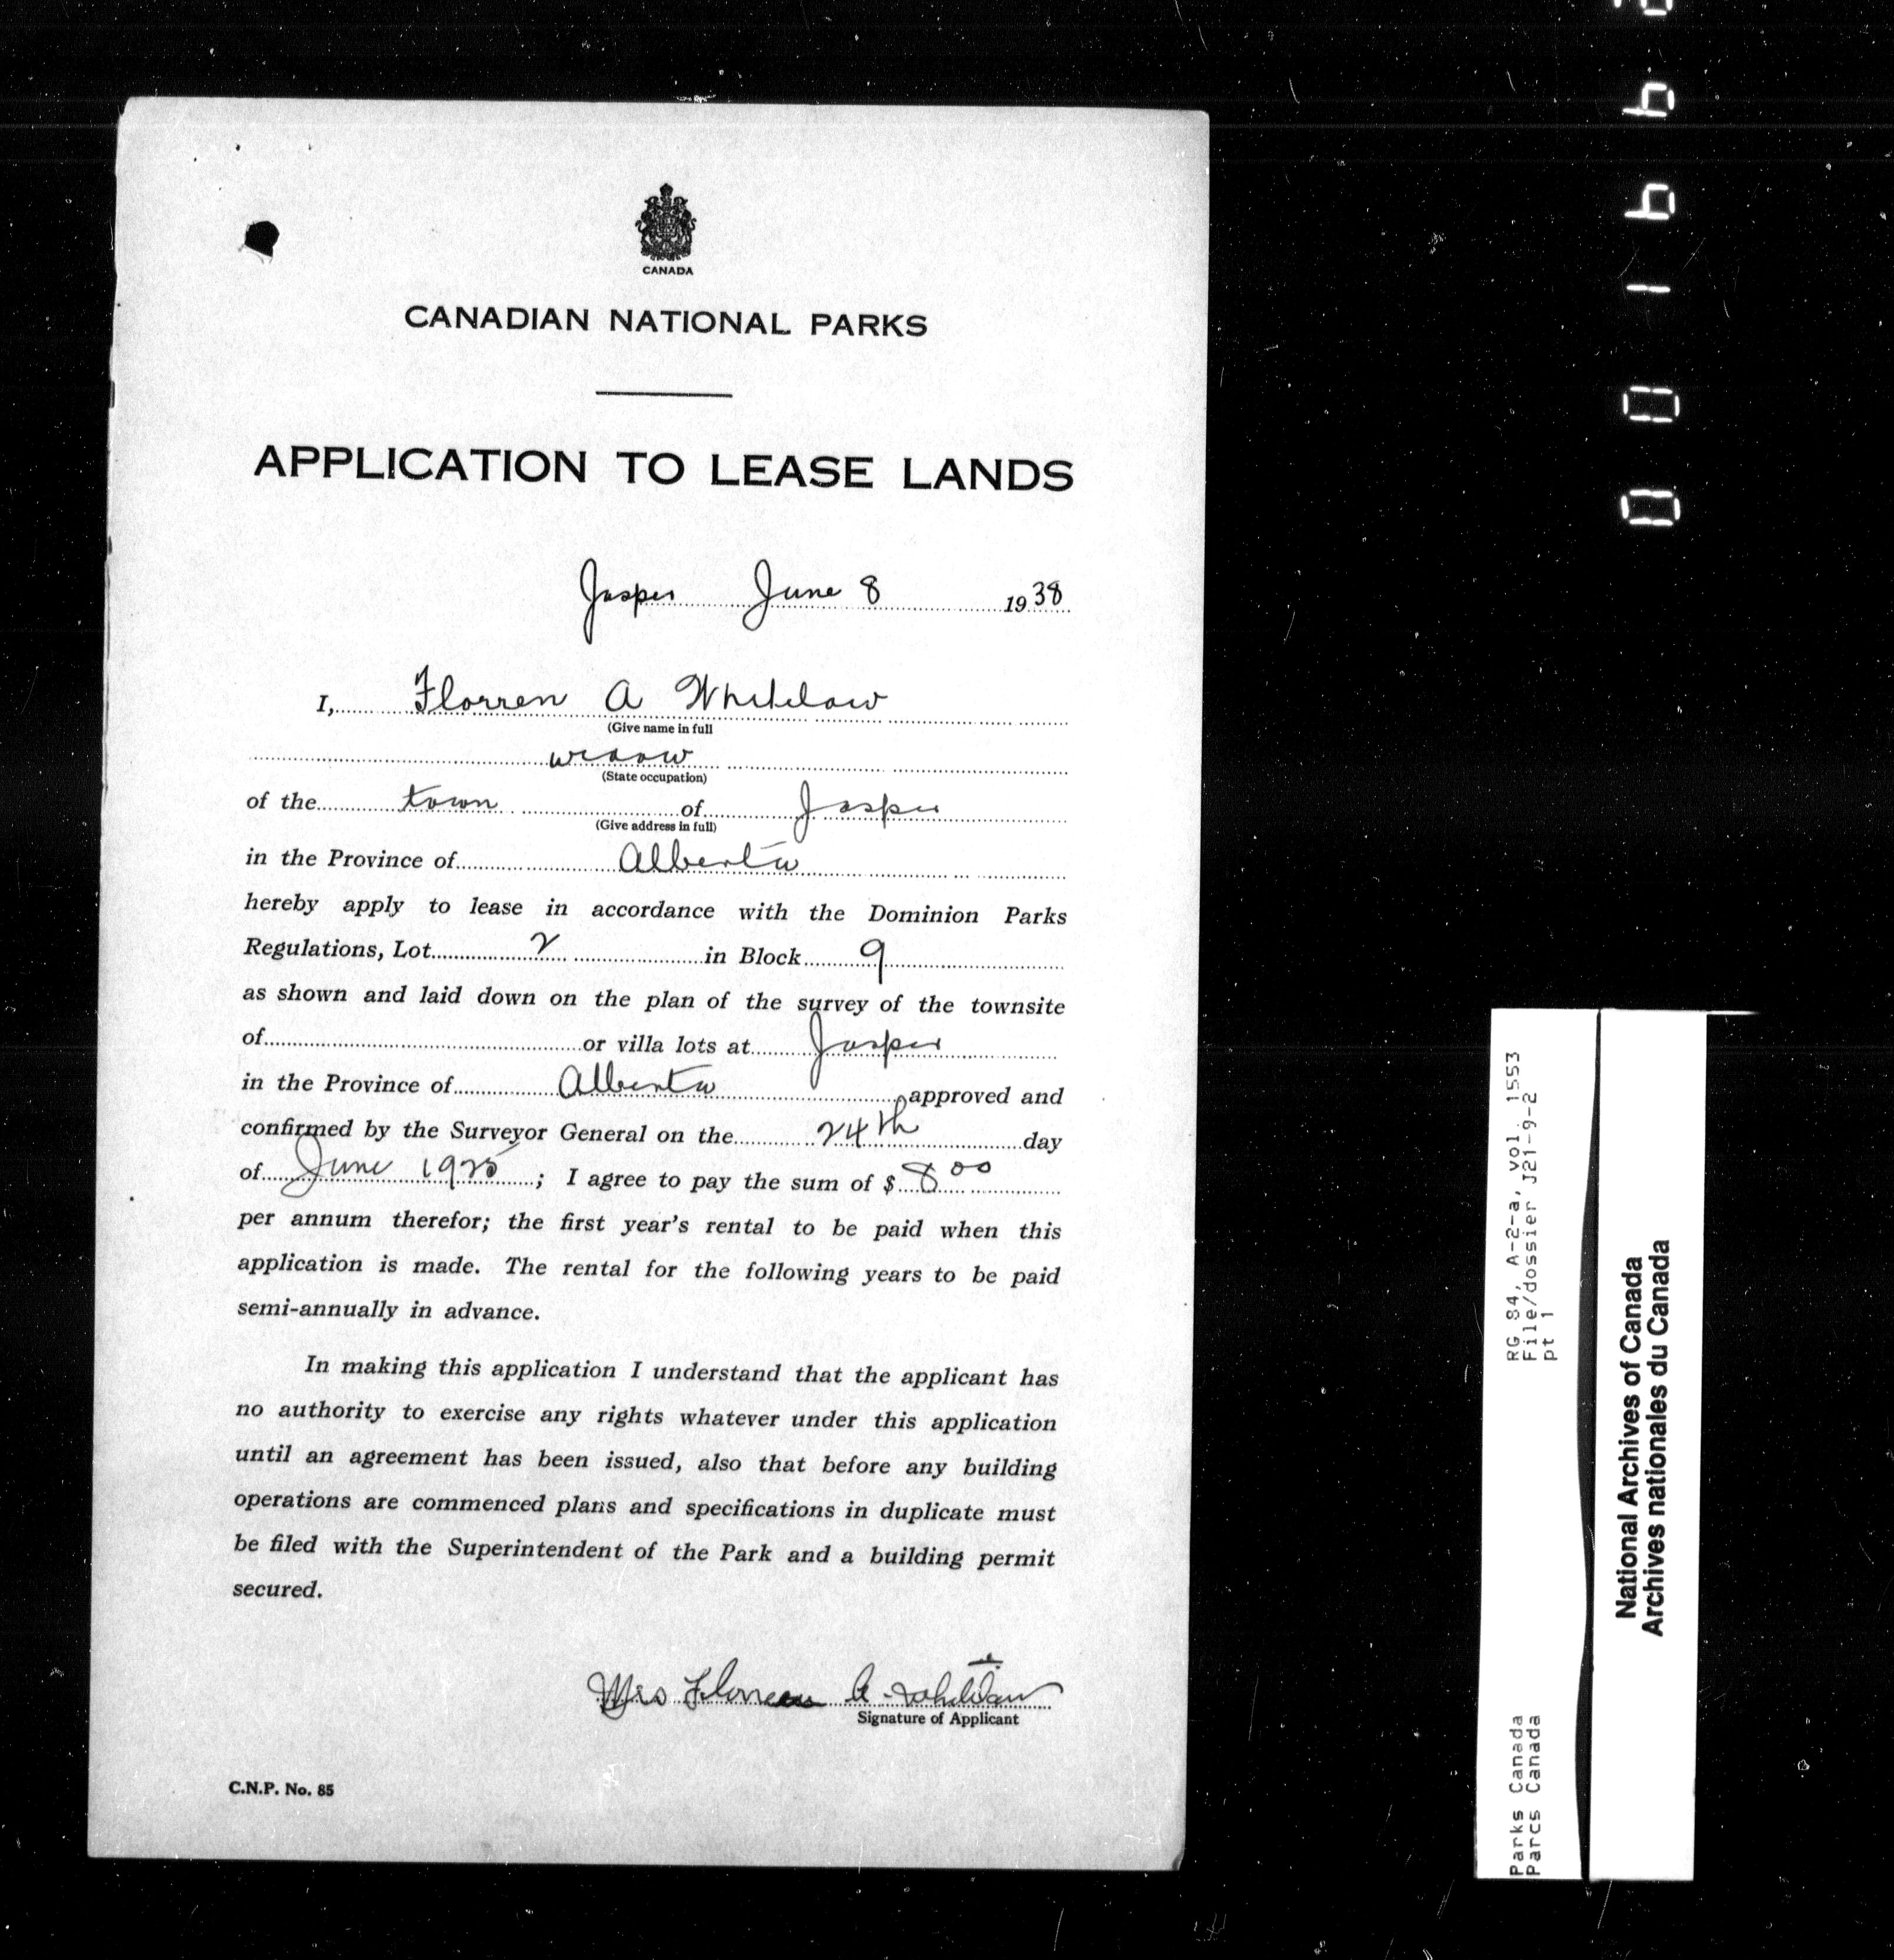 CANADA
CANADIAN NATIONAL PARKS
APPLICATION TO LEASE LANDS
Jasper June 8 1938
I, Florren A Whitelaw
(Give name in full
widow
(State occupation)
of the town of Jasper
(Give address in full)
in the Province of Alberta
hereby apply to lease in accordance with the Dominion Parks
Regulations, Lot 2 in Block 9
as shown and laid down on the plan of the survey of the townsite
of or villa lots at Jasper
in the Province of Alberta approved and
confirmed by the Surveyor General on the 24th day
of June 1925; I agree to pay the sum of $ 8 00
per annum therefor; the first year's rental to be paid when this
application is made. The rental for the following years to be paid
semi-annually in advance.
In making this application I understand that the applicant has
no authority to exercise any rights whatever under this application
until an agreement has been issued, also that before any building
operations are commenced plans and specifications in duplicate must
be filed with the Superintendent of the Park and a building permit
secured.
Mrs Florreen A. Whitelaw
Signature of Applicant
C.N.P. No. 85
RG 84, A-2-a, vol. 1553
File/dossier J21-9-2
pt 1
Parks Canada
Parcs Canada
National Archives of Canada
Archives nationales du Canada